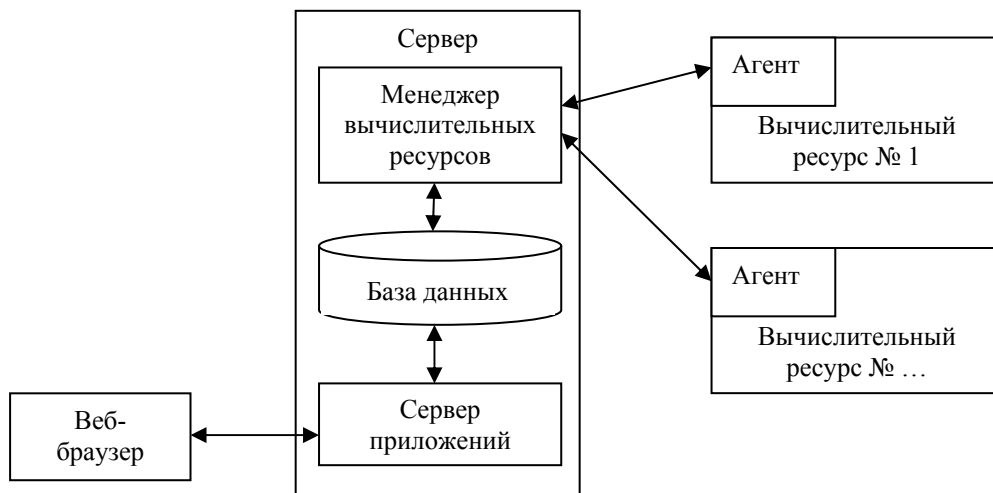 Сервер
Менеджер
вычислительных
ресурсов
База данных
Сервер
приложений
Веб-
браузер
Агент
Вычислительный
ресурс № 1
Агент
Вычислительный
ресурс № …